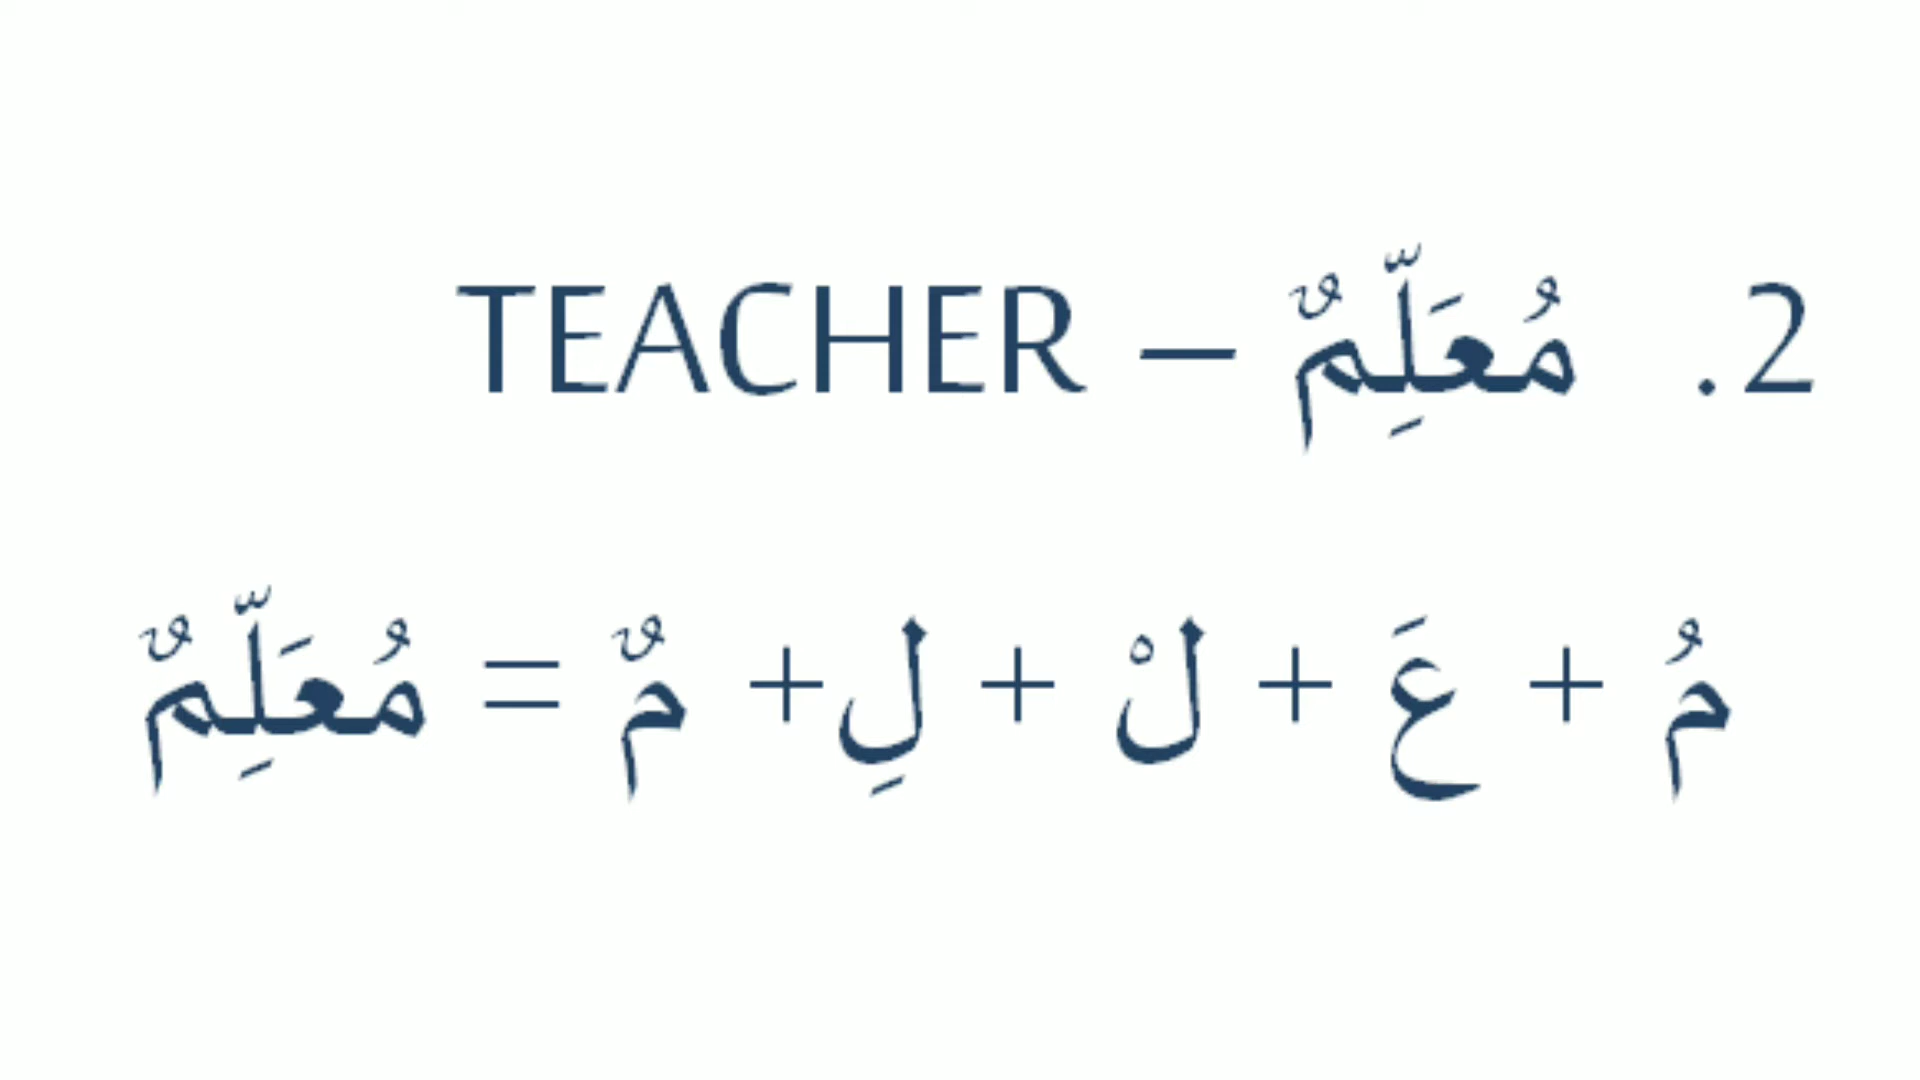 2. مُعَلِّمٌ – TEACHER
مُ + عَ + لْ + لِ + مٌ = مُعَلِّمٌ